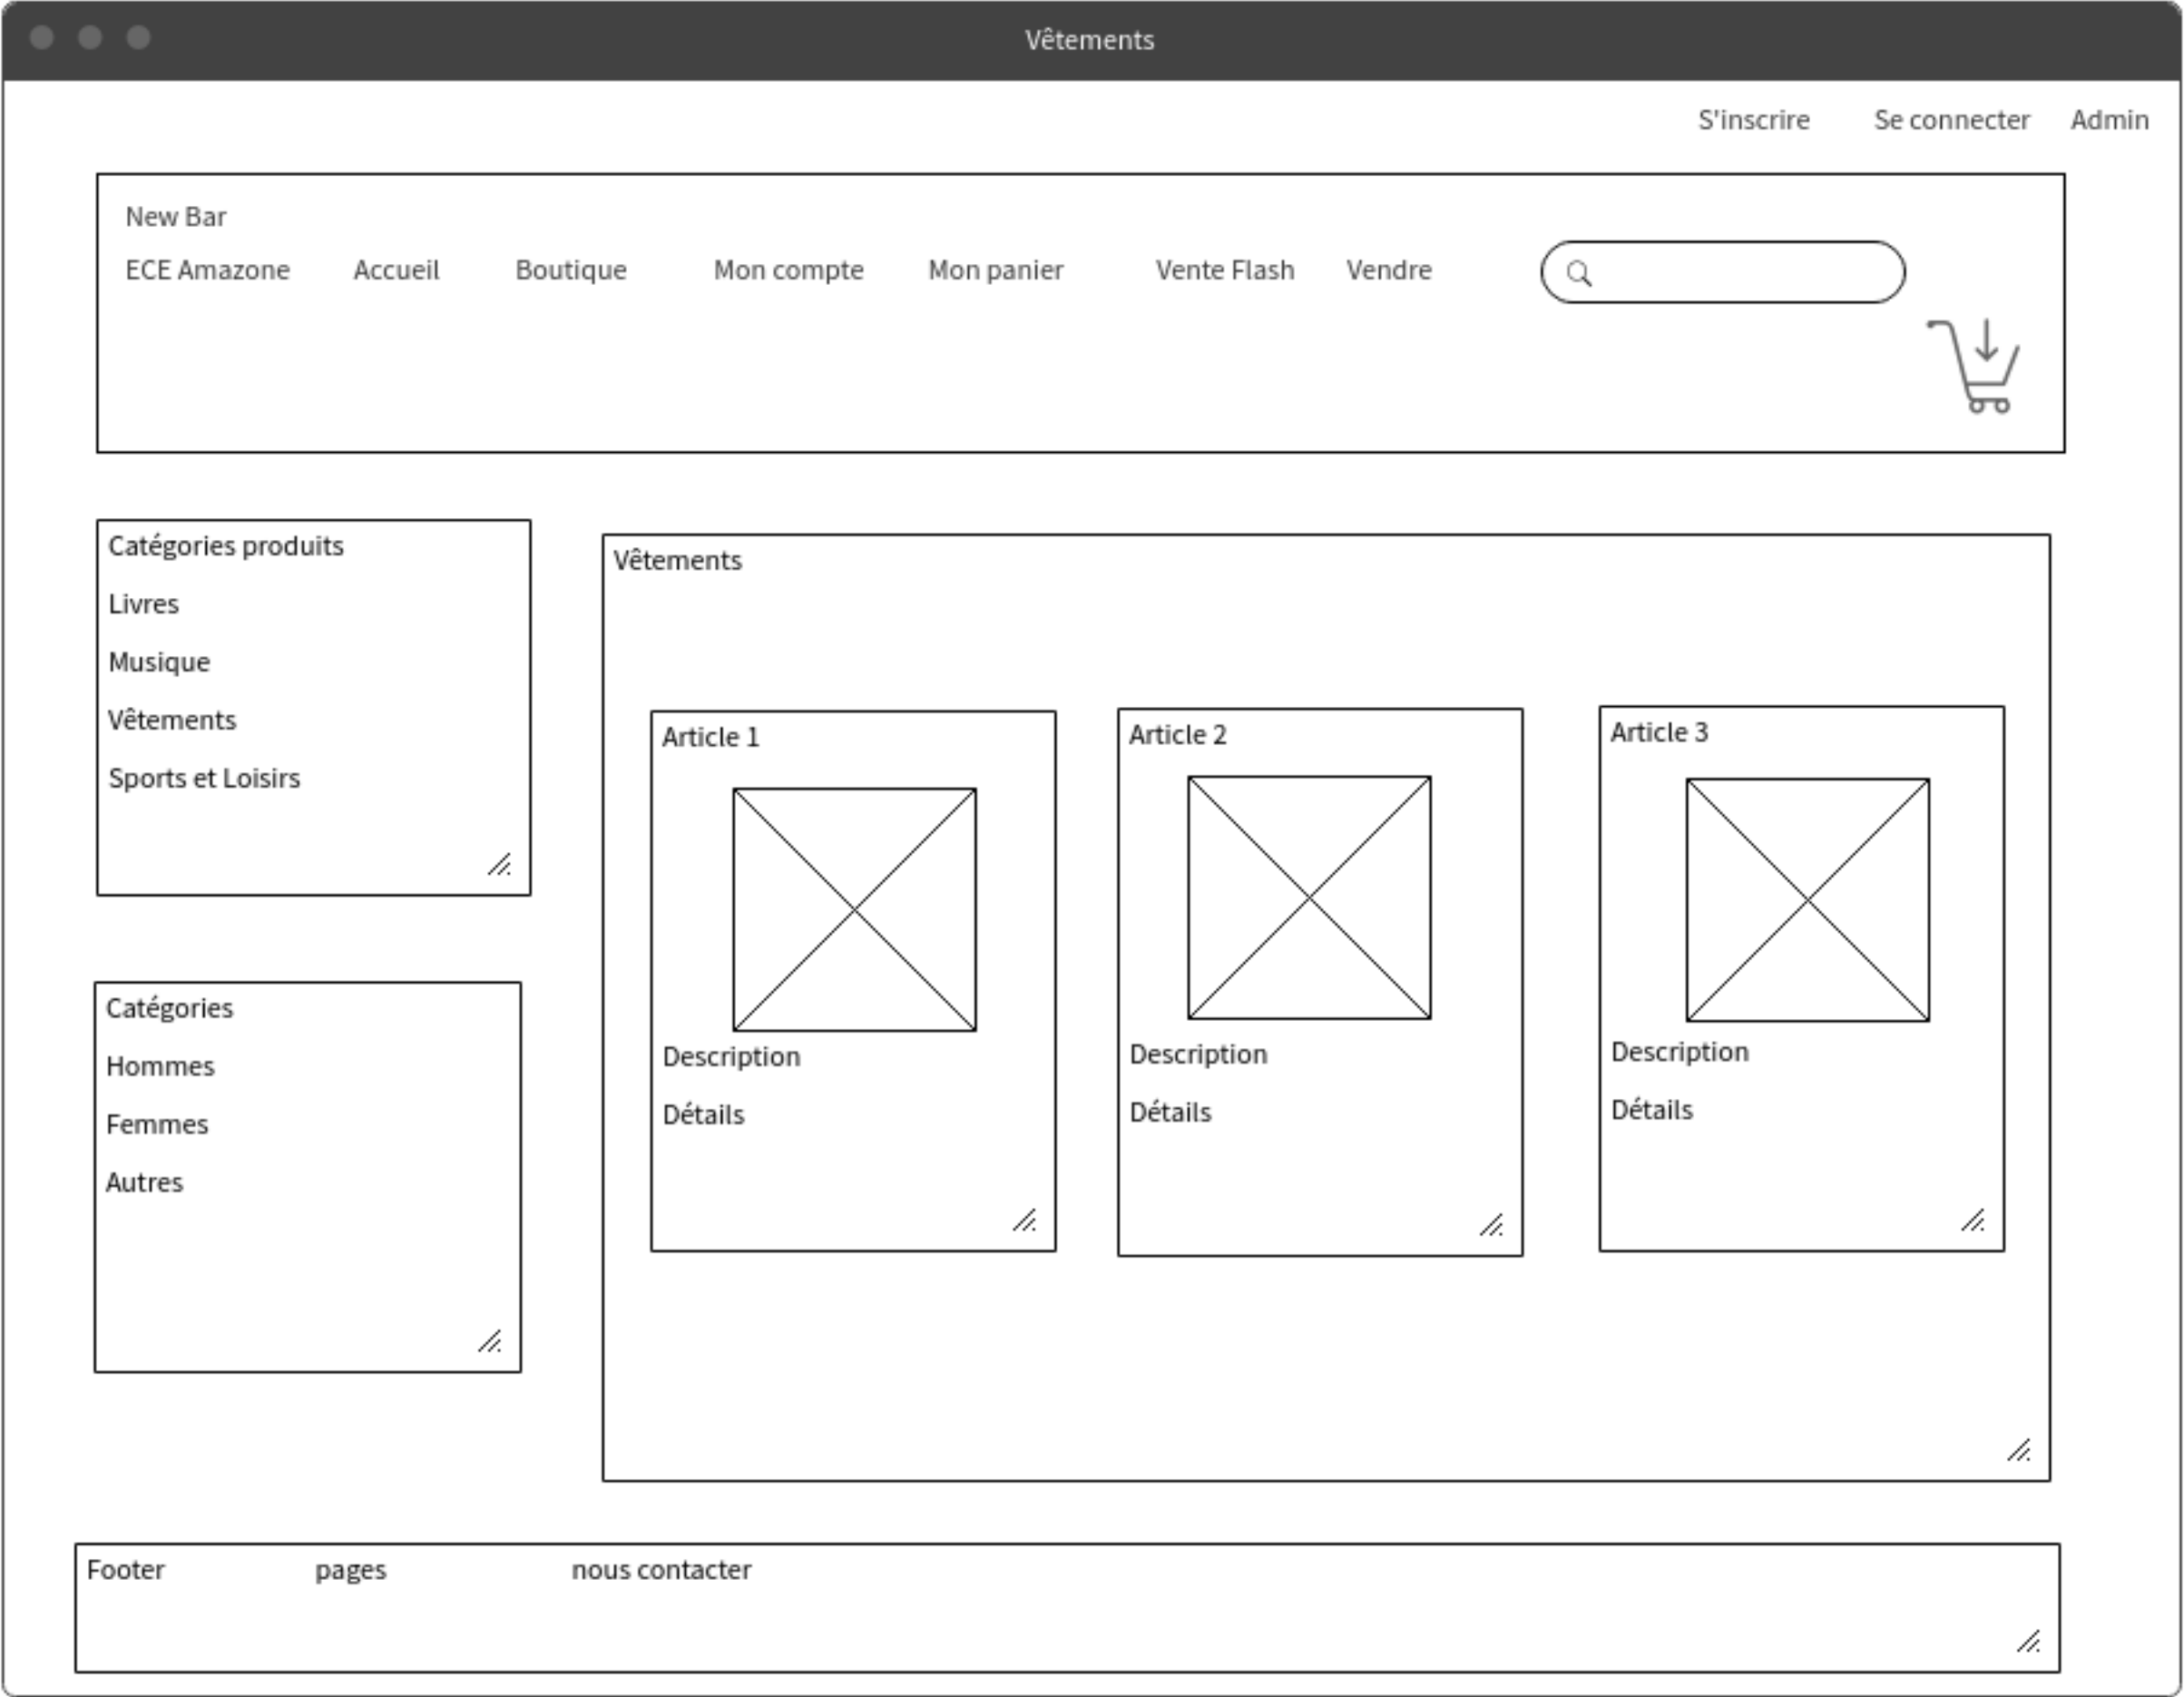 Vêtements
S'inscrire Se connecter Admin
New Bar
ECE Amazone Accueil Boutique Mon compte Mon panier Vente Flash Vendre
Catégories produits
Livres
Musique
Vêtements
Sports et Loisirs
Catégories
Hommes
Femmes
Autres
Vêtements
Article 1
Description
Détails
Article 2
Description
Détails
Article 3
Description
Détails
Footer pages nous contacter